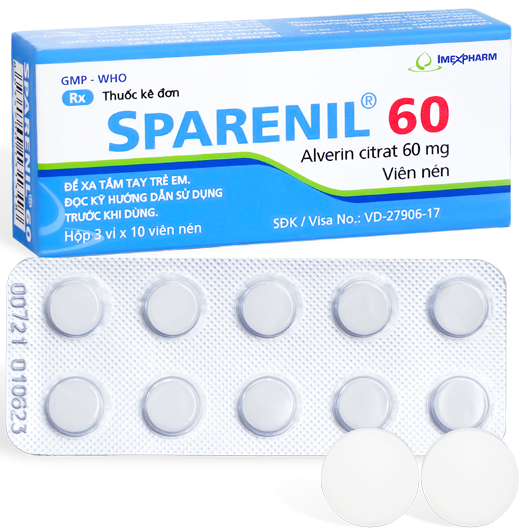 IMEXPHARM
GMP - WHO
Rx Thuốc kê đơn
SPARENIL® 60
Alverin citrat 60 mg
Viên nén
ĐỂ XA TẦM TAY TRẺ EM.
ĐỌC KỸ HƯỚNG DẪN SỬ DỤNG
TRƯỚC KHI DÙNG.
Hộp 3 vỉ x 10 viên nén
SĐK / Visa No.: VD-27906-17
SPARENIL® 60
00721 010623